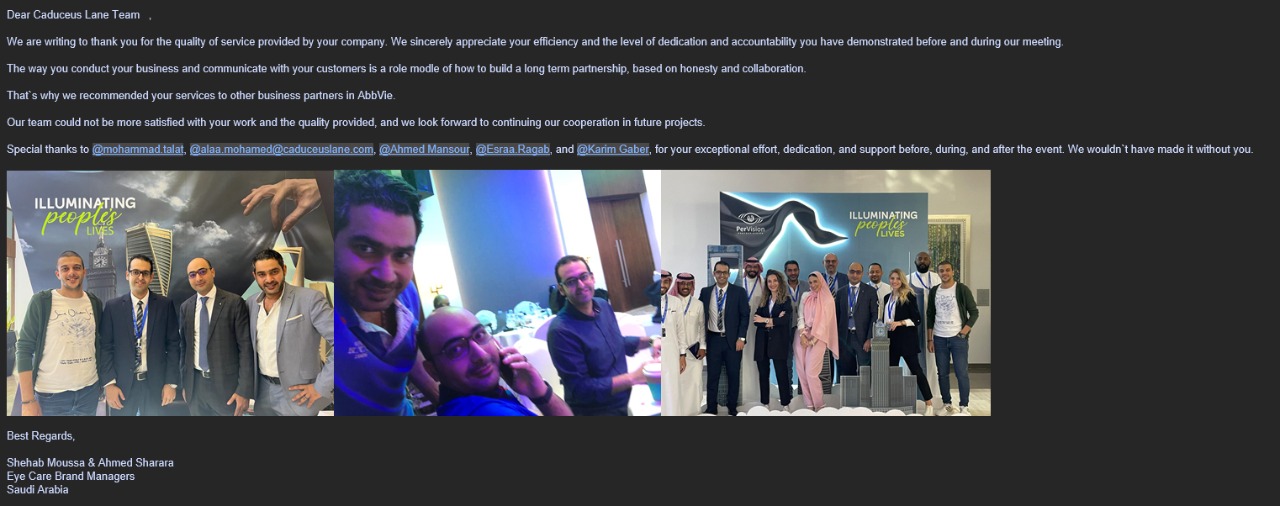 Dear Caduceus Lane Team ,
We are writing to thank you for the quality of service provided by your company. We sincerely appreciate your efficiency and the level of dedication and accountability you have demonstrated before and during our meeting.
The way you conduct your business and communicate with your customers is a role modle of how to build a long term partnership, based on honesty and collaboration.
That`s why we recommended your services to other business partners in AbbVie.
Our team could not be more satisfied with your work and the quality provided, and we look forward to continuing our cooperation in future projects.
Special thanks to @mohammad.talat, @alaa.mohamed@caduceuslane.com, @Ahmed Mansour, @Esraa.Ragab, and @Karim Gaber, for your exceptional effort, dedication, and support before, during, and after the event. We wouldn`t have made it without you.
ILLUMINATING
peoples
LIVES
PerVision
ILLUMINATING
peoples
LIVES
Best Regards,
Shehab Moussa & Ahmed Sharara
Eye Care Brand Managers
Saudi Arabia